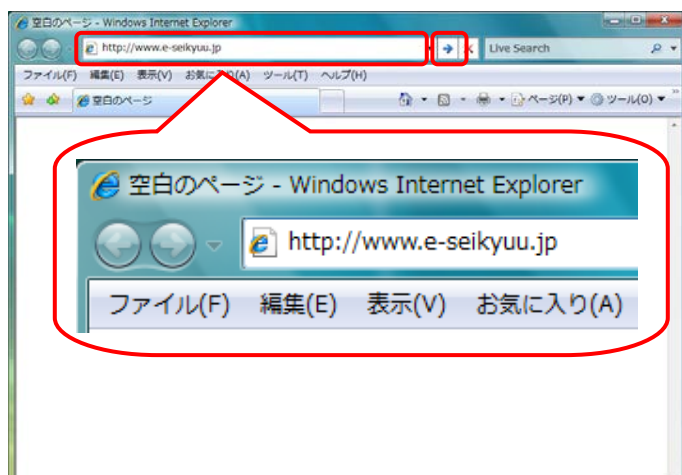 空白のページ - Windows Internet Explorer
http://www.e-seikyuu.jp
Live Search
ファイル(F) 編集(E) 表示(V) お気に入り(A) ツール(T) ヘルプ(H)
空白のページ
ページ(P) ツール(O)
空白のページ - Windows Internet Explorer
http://www.e-seikyuu.jp
ファイル(F) 編集(E) 表示(V) お気に入り(A)